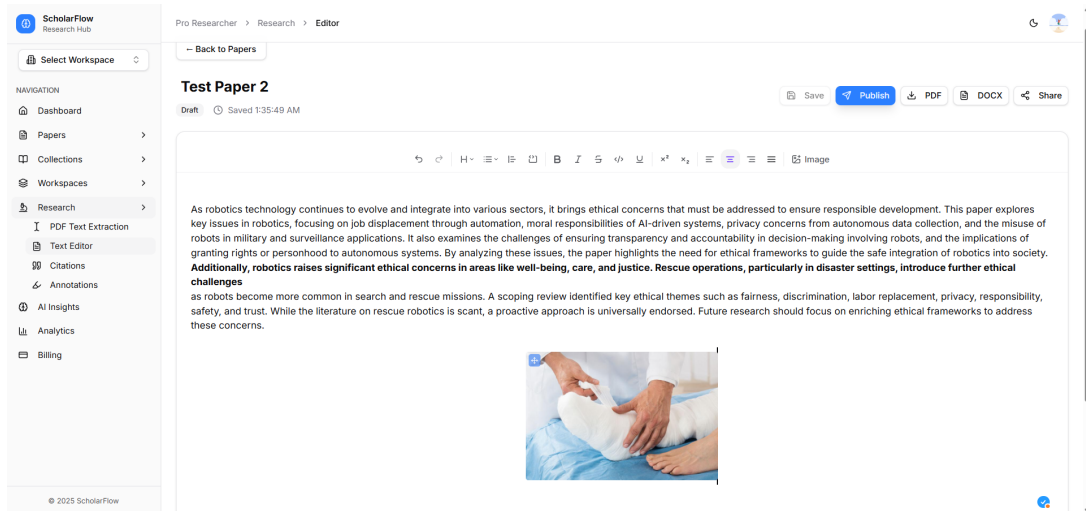 ScholarFlow
Research Hub
Select Workspace
NAVIGATION
Dashboard
Papers
Collections
Workspaces
Research
PDF Text Extraction
Text Editor
Citations
Annotations
AI Insights
Analytics
Billing
© 2025 ScholarFlow
Pro Researcher > Research > Editor
← Back to Papers
Test Paper 2
Draft Saved 1:35:49 AM
Save Publish PDF DOCX Share
H B I S </> U x² x₂ Image
As robotics technology continues to evolve and integrate into various sectors, it brings ethical concerns that must be addressed to ensure responsible development. This paper explores
key issues in robotics, focusing on job displacement through automation, moral responsibilities of AI-driven systems, privacy concerns from autonomous data collection, and the misuse of
robots in military and surveillance applications. It also examines the challenges of ensuring transparency and accountability in decision-making involving robots, and the implications of
granting rights or personhood to autonomous systems. By analyzing these issues, the paper highlights the need for ethical frameworks to guide the safe integration of robotics into society.
Additionally, robotics raises significant ethical concerns in areas like well-being, care, and justice. Rescue operations, particularly in disaster settings, introduce further ethical
challenges
as robots become more common in search and rescue missions. A scoping review identified key ethical themes such as fairness, discrimination, labor replacement, privacy, responsibility,
safety, and trust. While the literature on rescue robotics is scant, a proactive approach is universally endorsed. Future research should focus on enriching ethical frameworks to address
these concerns.